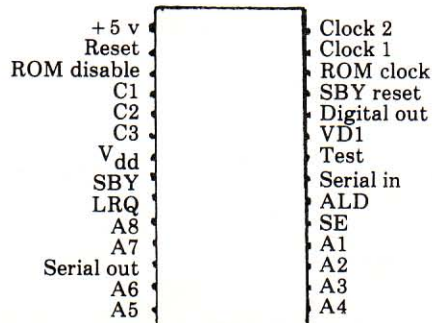 +5 v
Reset
ROM disable
C1
C2
C3
Vdd
SBY
LRQ
A8
A7
Serial out
A6
A5
Clock 2
Clock 1
ROM clock
SBY reset
Digital out
VD1
Test
Serial in
ALD
SE
A1
A2
A3
A4